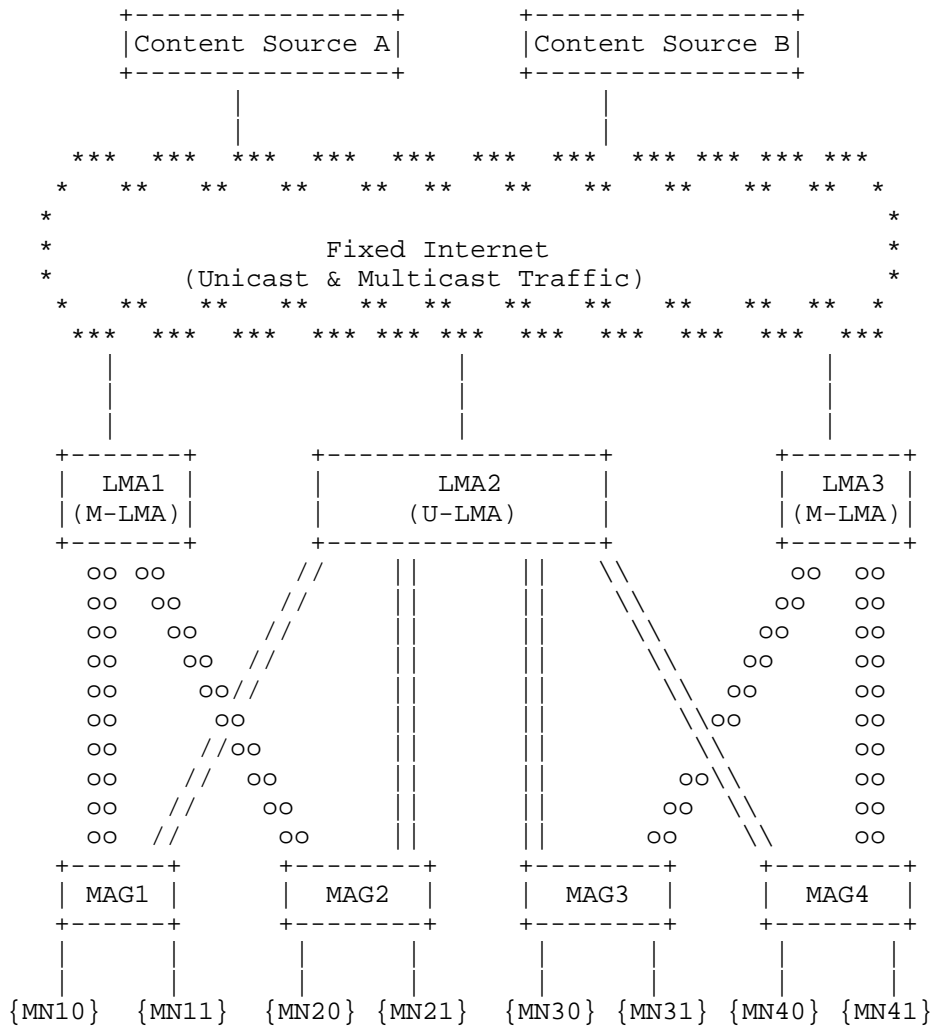 Content Source A Content Source B
Fixed Internet
(Unicast & Multicast Traffic)
LMA1 LMA2 LMA3
(M-LMA) (U-LMA) (M-LMA)
MAG1 MAG2 MAG3 MAG4
{MN10} {MN11} {MN20} {MN21} {MN30} {MN31} {MN40} {MN41}